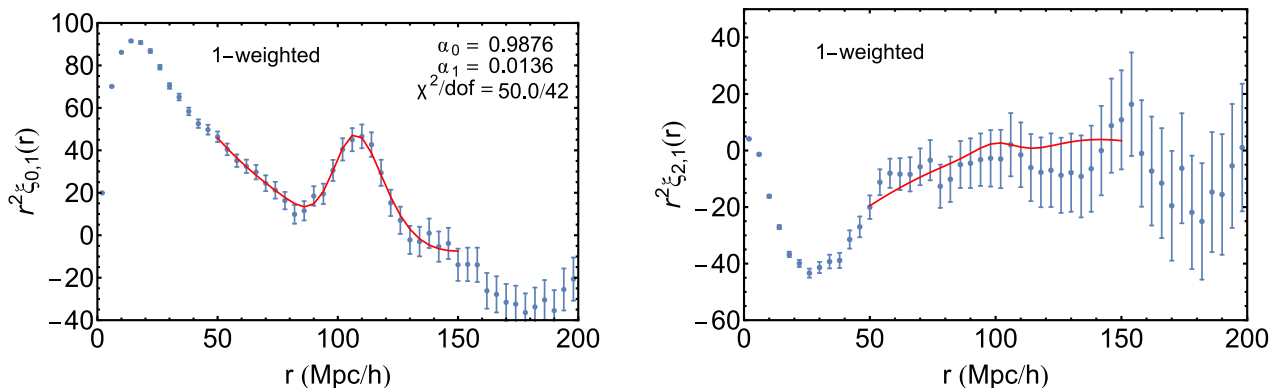 1-weighted
α₀ = 0.9876
α₁ = 0.0136
χ²/dof = 50.0/42
r²ξ₀,₁(r)
100
80
60
40
20
0
−20
−40
0 50 100 150 200
r (Mpc/h)
1-weighted
r²ξ₂,₁(r)
40
20
0
−20
−40
−60
0 50 100 150 200
r (Mpc/h)